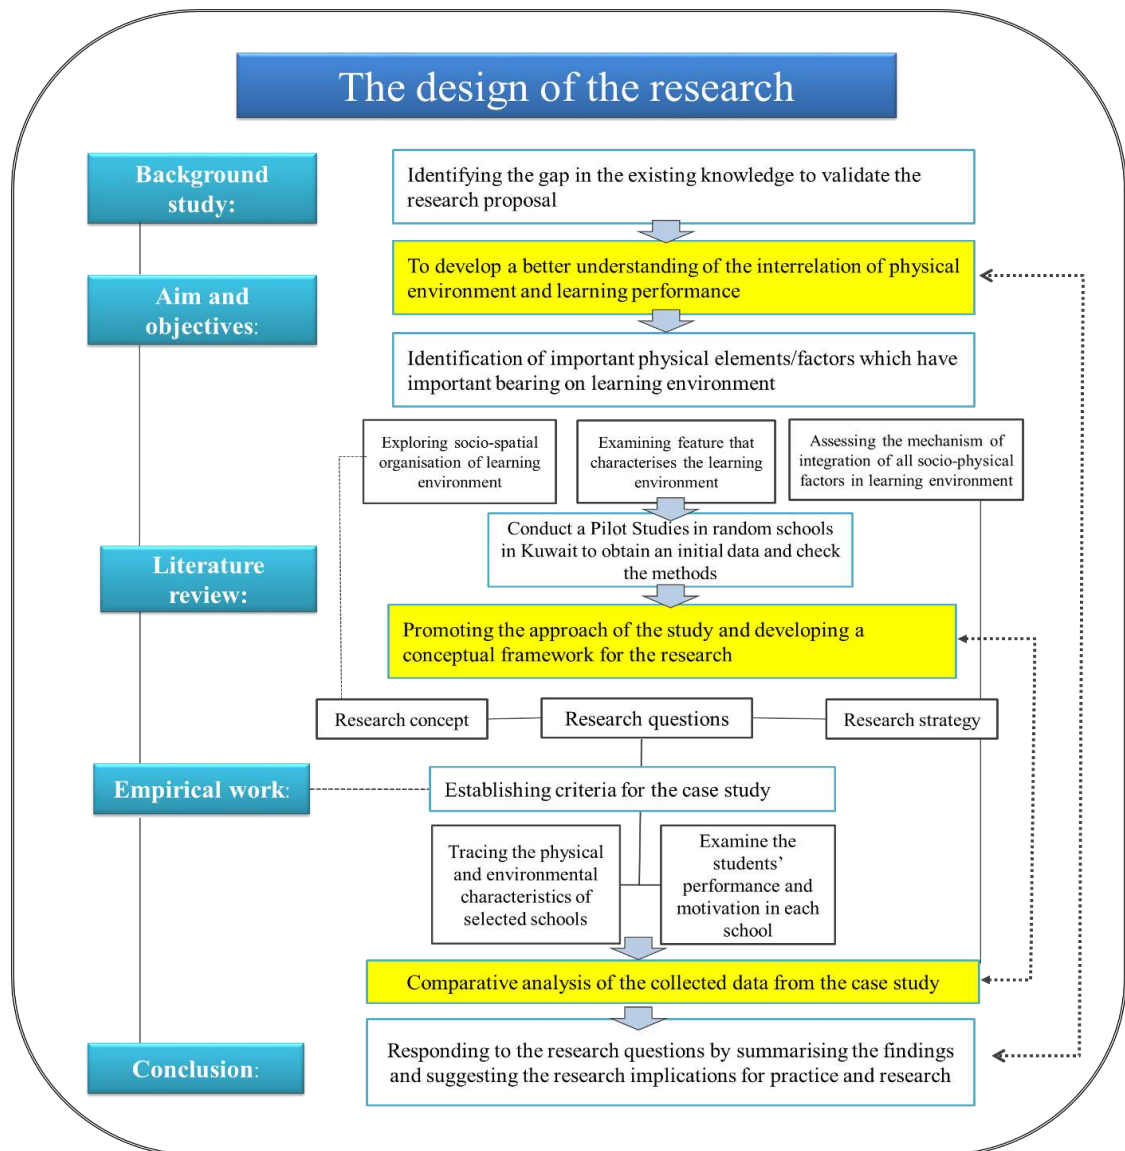 The design of the research
Background
study:
Identifying the gap in the existing knowledge to validate the
research proposal
To develop a better understanding of the interrelation of physical
environment and learning performance
Aim and
objectives:
Identification of important physical elements/factors which have
important bearing on learning environment
Exploring socio-spatial
organisation of learning
environment
Examining feature that
characterises the learning
environment
Assessing the mechanism of
integration of all socio-physical
factors in learning environment
Conduct a Pilot Studies in random schools
in Kuwait to obtain an initial data and check
the methods
Literature
review:
Promoting the approach of the study and developing a
conceptual framework for the research
Research concept
Research questions
Research strategy
Empirical work:
Establishing criteria for the case study
Tracing the physical
and environmental
characteristics of
selected schools
Examine the
students’
performance and
motivation in each
school
Comparative analysis of the collected data from the case study
Conclusion:
Responding to the research questions by summarising the findings
and suggesting the research implications for practice and research